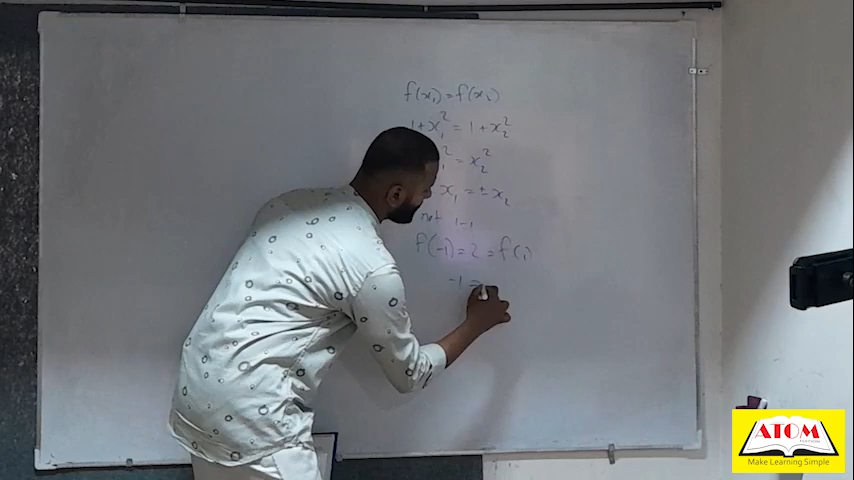 f(x₁) = f(x₂)
1+x₁² = 1+x₂²
₁² = x₂²
x₁ = ± x₂
not 1-1
f(-1) = 2 = f(1)
-1 =
ATOM
Make Learning Simple